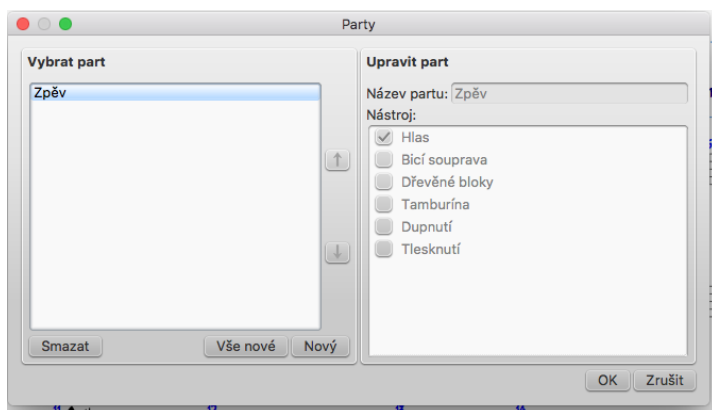 Party
Vybrat part
Zpěv
Smazat
Vše nové
Nový
Upravit part
Název partu: Zpěv
Nástroj:
Hlas
Bicí souprava
Dřevěné bloky
Tamburína
Dupnutí
Tlesknutí
OK
Zrušit